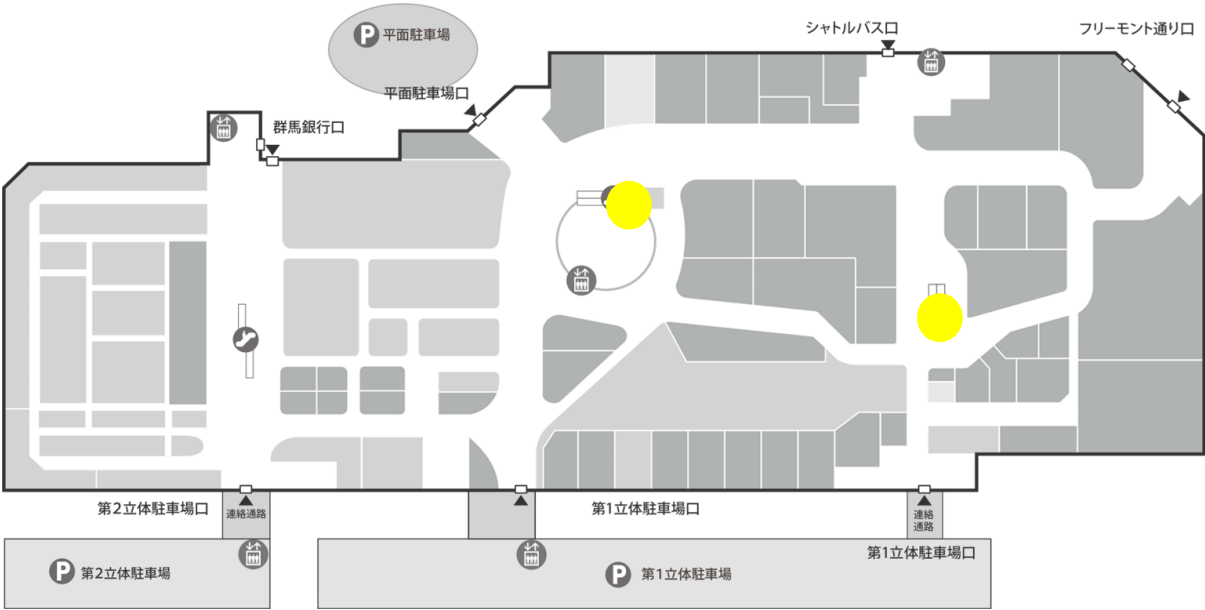 シャトルバス口
フリーモント通り口
P 平面駐車場
平面駐車場口
群馬銀行口
第2立体駐車場口
連絡通路
第1立体駐車場口
連絡
通路
第1立体駐車場口
P 第2立体駐車場
P 第1立体駐車場